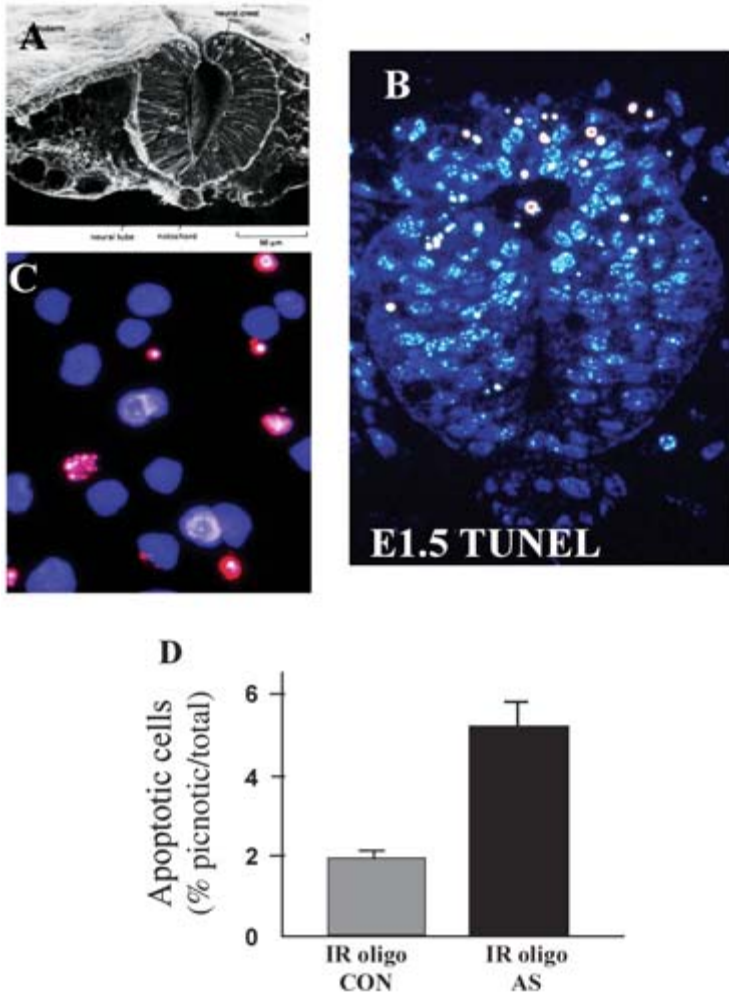 neural crest
A
neural tube
notochord
50 µm
B
E1.5 TUNEL
C
D
Apoptotic cells
(% picnotic/total)
6
4
2
0
IR oligo
CON
IR oligo
AS